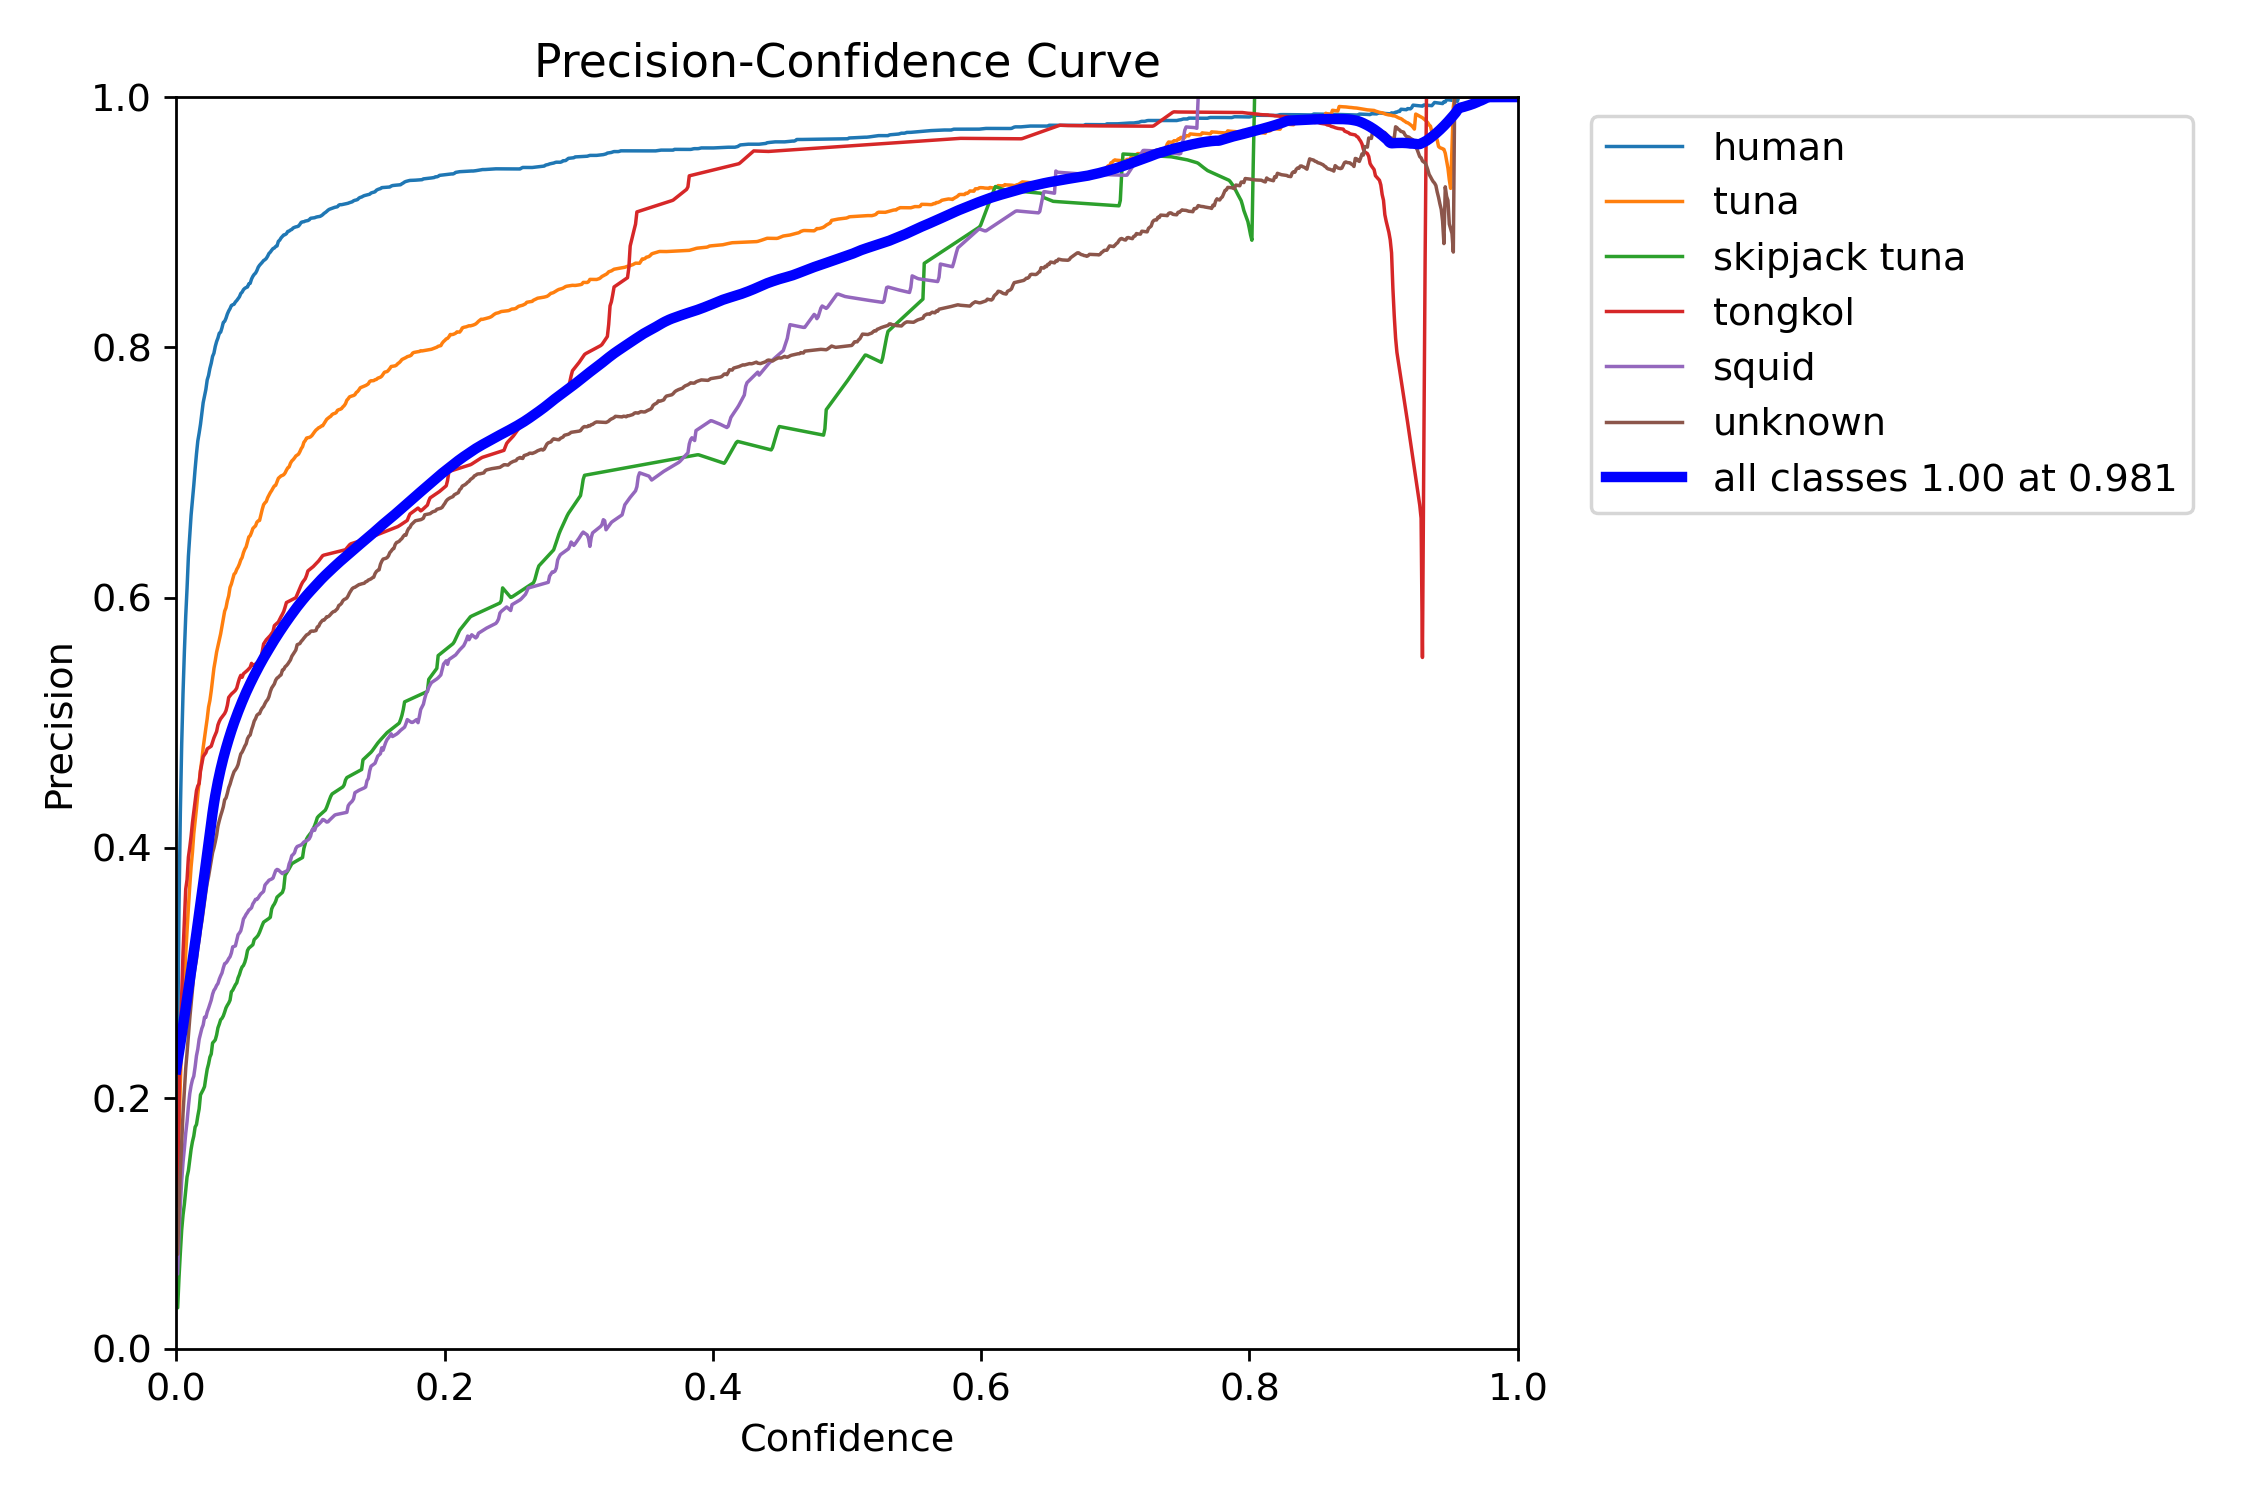 Precision-Confidence Curve
1.0
0.8
0.6
0.4
0.2
0.0
Precision
0.0 0.2 0.4 0.6 0.8 1.0
Confidence
human
tuna
skipjack tuna
tongkol
squid
unknown
all classes 1.00 at 0.981